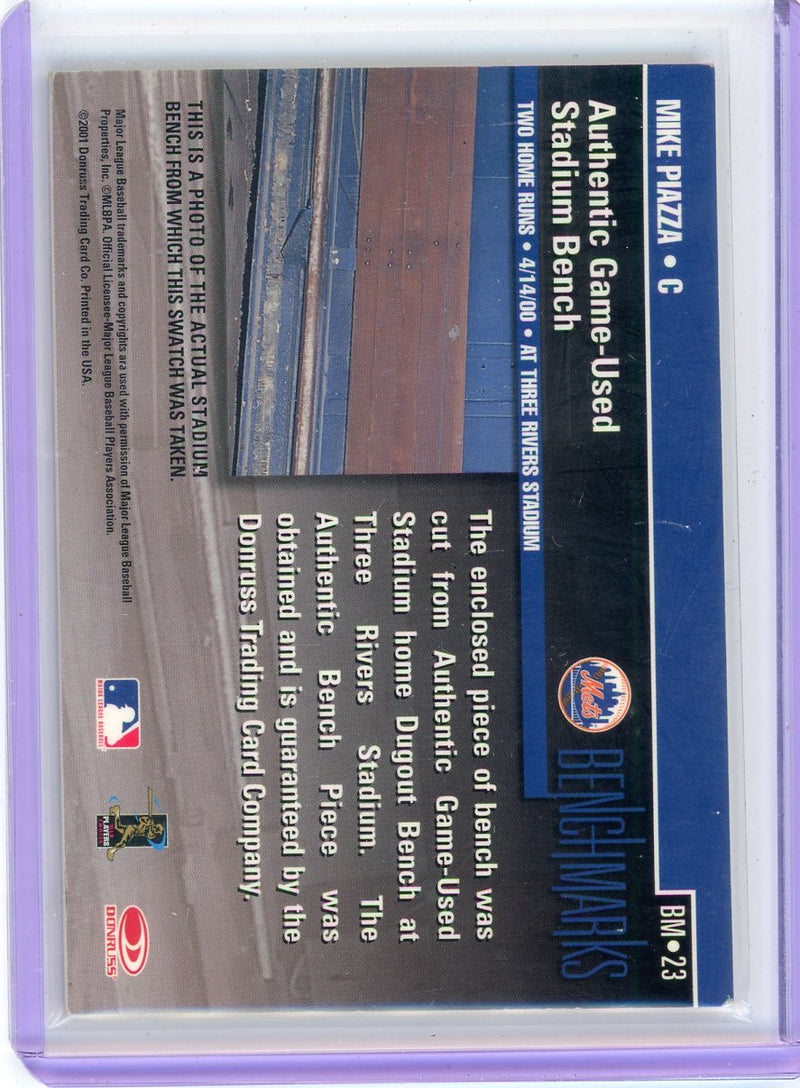 MIKE PIAZZA • C
BM•23
Authentic Game-Used
Stadium Bench
TWO HOME RUNS • 4/14/00 • AT THREE RIVERS STADIUM
Mets
BENCHMARKS
The enclosed piece of bench was
cut from Authentic Game-Used
Stadium home Dugout Bench at
Three Rivers Stadium. The
Authentic Bench Piece was
obtained and is guaranteed by the
Donruss Trading Card Company.
THIS IS A PHOTO OF THE ACTUAL STADIUM
BENCH FROM WHICH THIS SWATCH WAS TAKEN.
Major League Baseball trademarks and copyrights are used with permission of Major League Baseball
Properties, Inc. ©MLBPA. Official Licensee-Major League Baseball Players Association.
©2001 Donruss Trading Card Co. Printed in the USA.
MAJOR LEAGUE BASEBALL
PLAYERS
DONRUSS